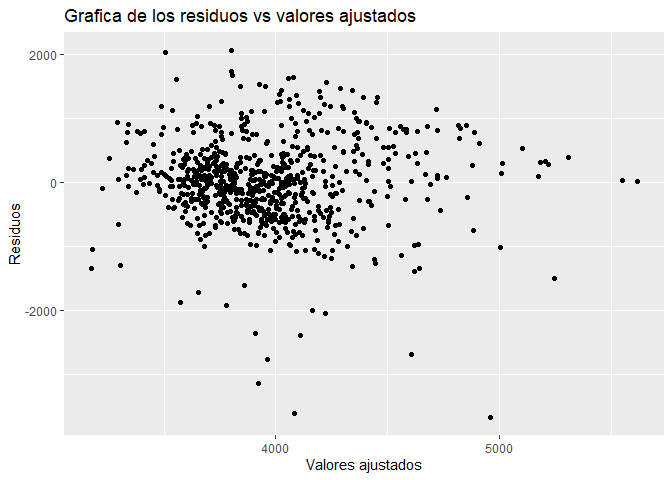 Grafica de los residuos vs valores ajustados
2000
0
-2000
Residuos
4000
5000
Valores ajustados